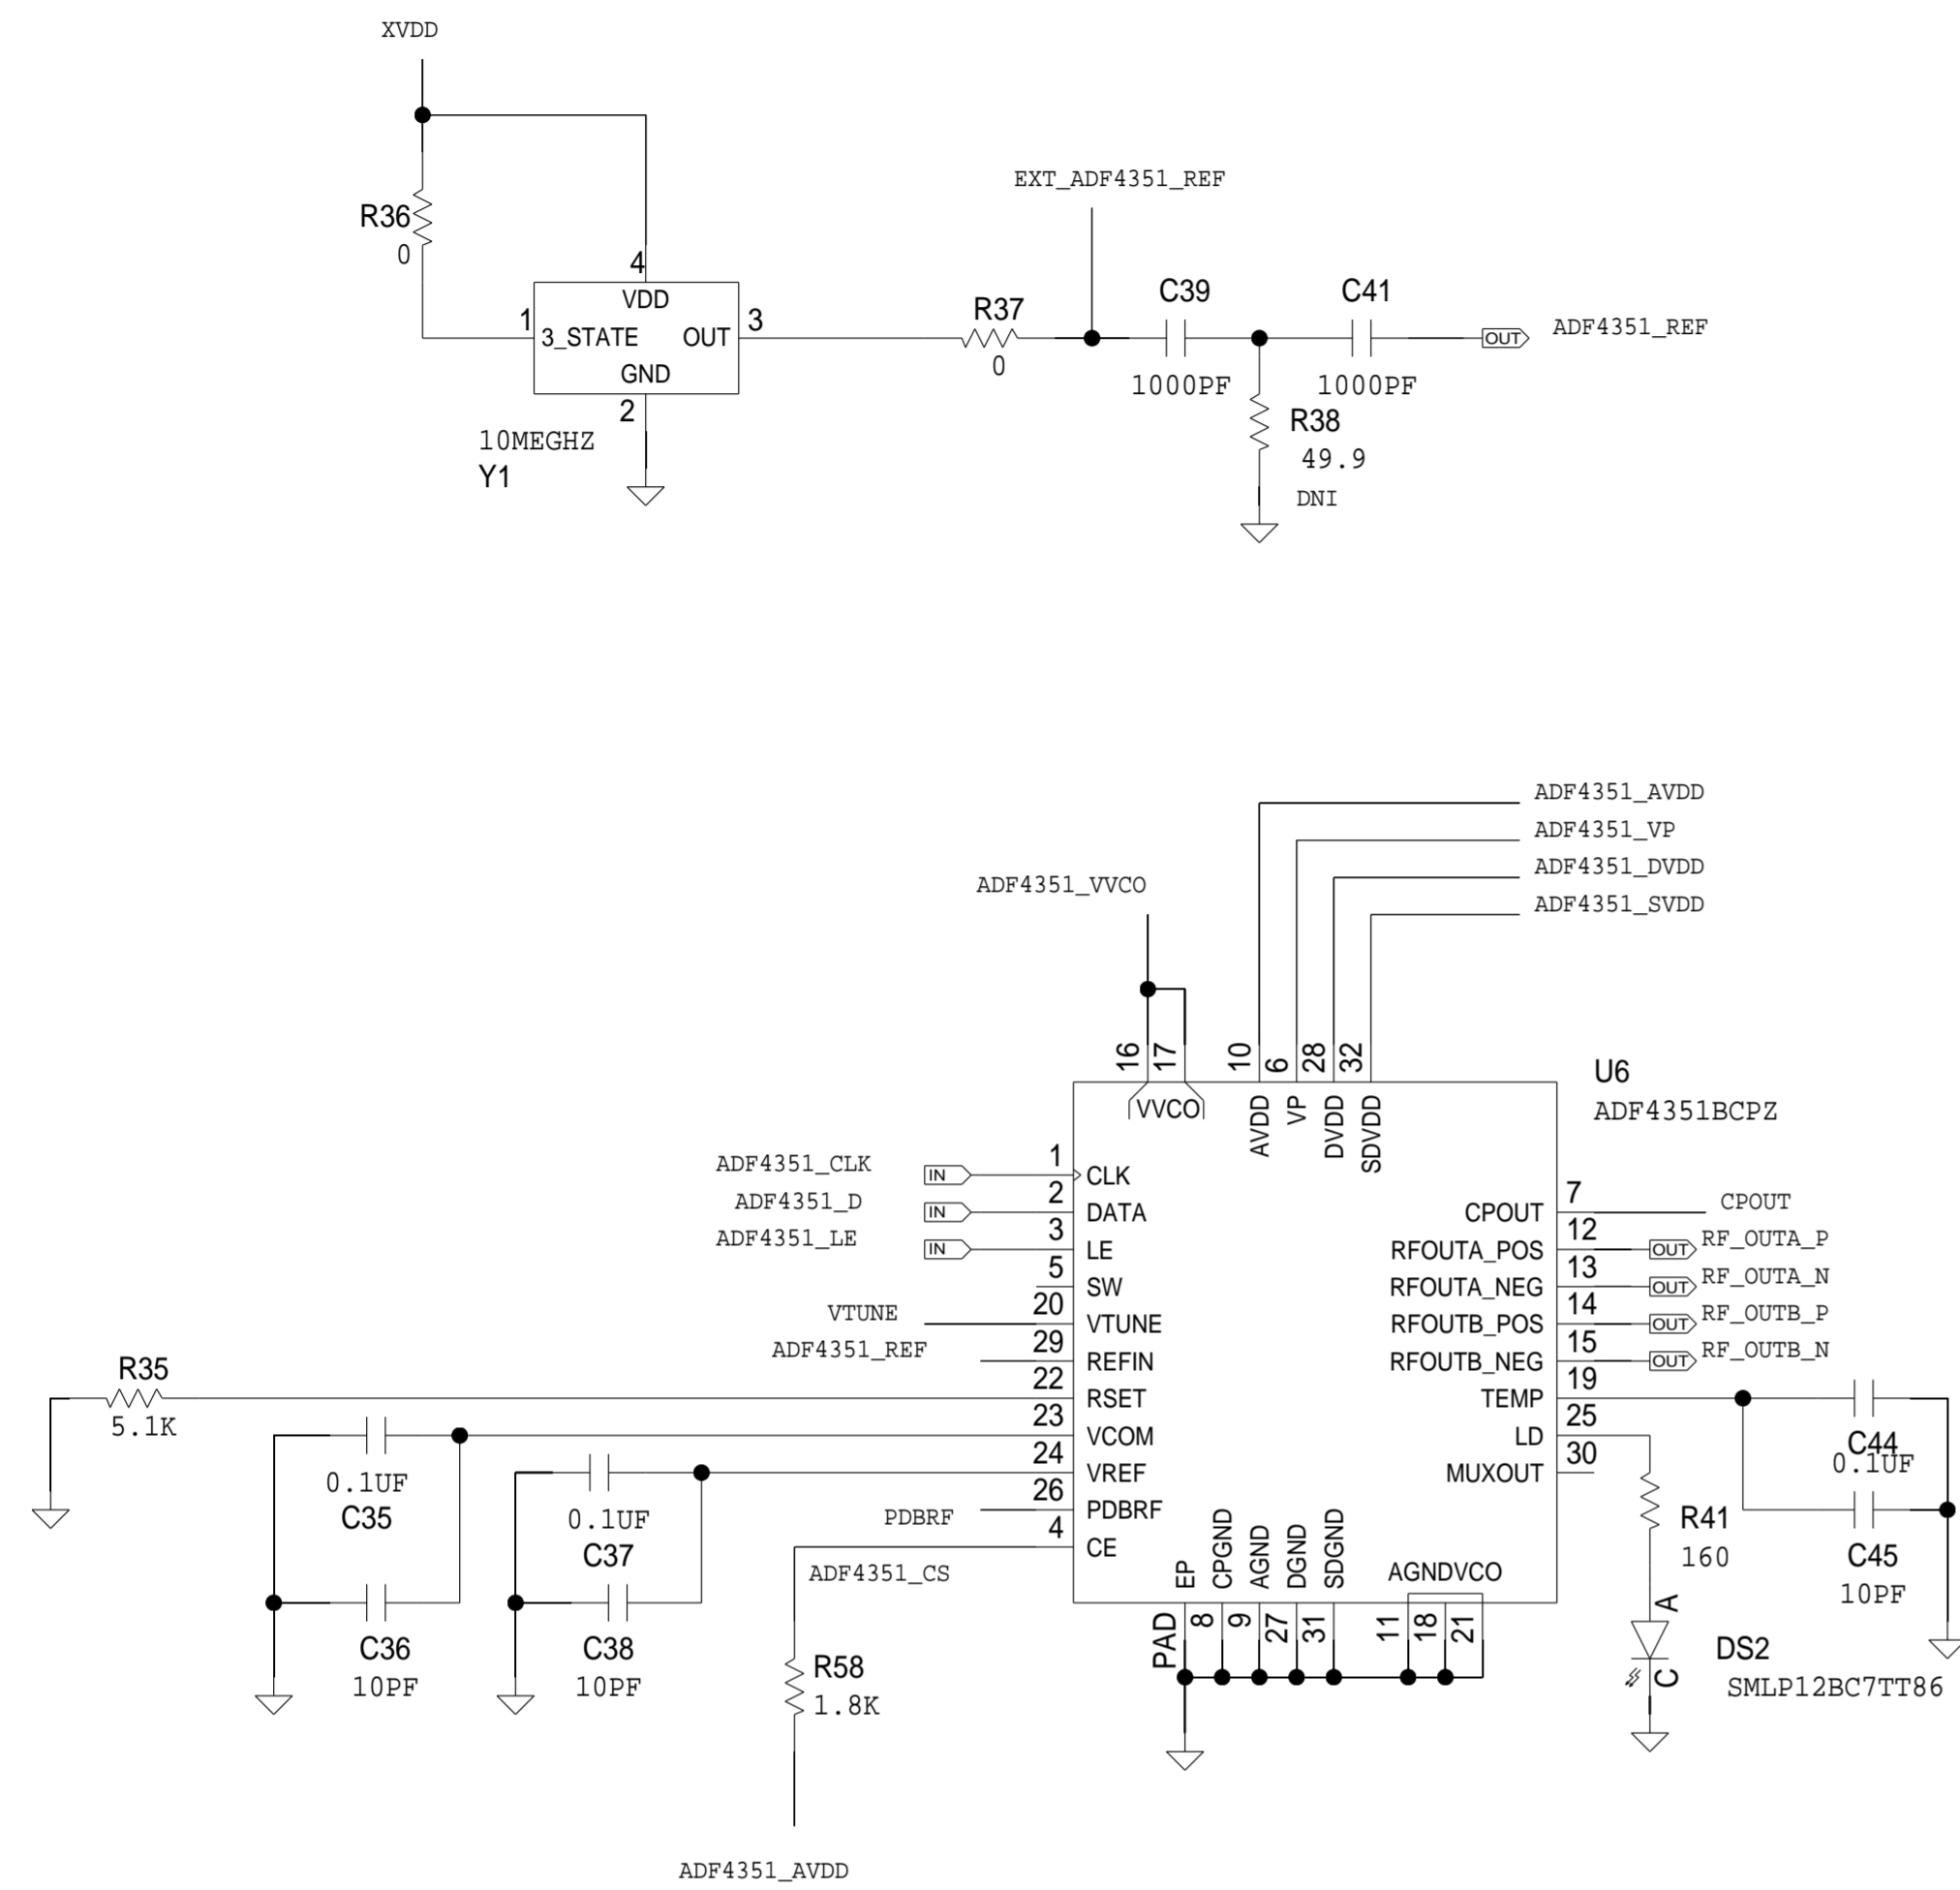 XVDD
R36
0
4
VDD
1
3_STATE
OUT
3
GND
2
10MEGHZ
Y1
EXT_ADF4351_REF
R37
0
C39
1000PF
C41
1000PF
OUT
ADF4351_REF
R38
49.9
DNI
ADF4351_AVDD
ADF4351_VP
ADF4351_DVDD
ADF4351_SVDD
ADF4351_VVCO
16
17
10
6
28
32
VVCO
AVDD
VP
DVDD
SDVDD
U6
ADF4351BCPZ
ADF4351_CLK
IN
1
CLK
ADF4351_D
IN
2
DATA
ADF4351_LE
IN
3
LE
5
SW
VTUNE
20
VTUNE
ADF4351_REF
29
REFIN
22
RSET
23
VCOM
24
VREF
PDBRF
26
PDBRF
4
CE
ADF4351_CS
CPOUT
7
CPOUT
RFOUTA_POS
12
OUT
RF_OUTA_P
RFOUTA_NEG
13
OUT
RF_OUTA_N
RFOUTB_POS
14
OUT
RF_OUTB_P
RFOUTB_NEG
15
OUT
RF_OUTB_N
TEMP
19
LD
25
MUXOUT
30
R35
5.1K
0.1UF
C35
0.1UF
C37
C36
10PF
C38
10PF
R58
1.8K
ADF4351_AVDD
EP
CPGND
AGND
DGND
SDGND
AGNDVCO
PAD
8
9
27
31
11
18
21
C44
0.1UF
C45
10PF
R41
160
A
C
DS2
SMLP12BC7TT86